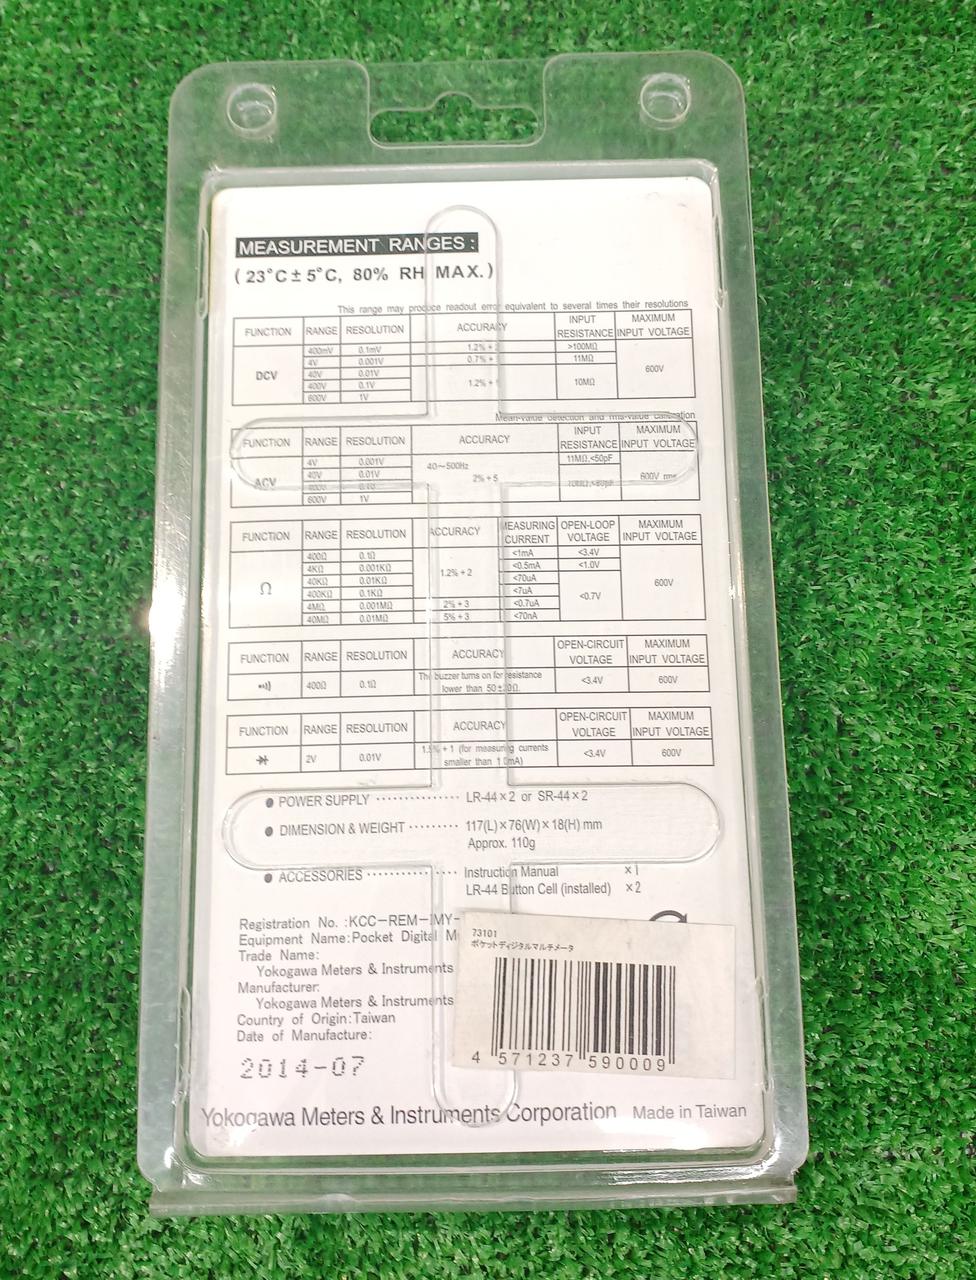 MEASUREMENT RANGES :
( 23°C ± 5°C, 80% RH MAX. )
This range may produce readout error equivalent to several times their resolutions
FUNCTION RANGE RESOLUTION ACCURACY INPUT RESISTANCE MAXIMUM INPUT VOLTAGE
DCV 400mV 0.1mV 1.2% + >100MΩ 600V
4V 0.001V 0.7% + 11MΩ
40V 0.01V 1.2% + 10MΩ
400V 0.1V
600V 1V
Mean-value detection and rms-value calibration
FUNCTION RANGE RESOLUTION ACCURACY INPUT RESISTANCE MAXIMUM INPUT VOLTAGE
ACV 4V 0.001V 40～500Hz 2% + 5 11MΩ,<50pF 600V rms
40V 0.01V
600V 1V
FUNCTION RANGE RESOLUTION ACCURACY MEASURING CURRENT OPEN-LOOP VOLTAGE MAXIMUM INPUT VOLTAGE
Ω 400Ω 0.1Ω 1.2% + 2 <1mA <3.4V 600V
4KΩ 0.001KΩ <0.5mA <1.0V
40KΩ 0.01KΩ <70uA <0.7V
400KΩ 0.1KΩ <7uA
4MΩ 0.001MΩ 2% + 3 <0.7uA
40MΩ 0.01MΩ 5% + 3 <70nA
FUNCTION RANGE RESOLUTION ACCURACY OPEN-CIRCUIT VOLTAGE MAXIMUM INPUT VOLTAGE
400Ω 0.1Ω The buzzer turns on for resistance lower than 50± <3.4V 600V
FUNCTION RANGE RESOLUTION ACCURACY OPEN-CIRCUIT VOLTAGE MAXIMUM INPUT VOLTAGE
2V 0.01V + 1 (for measuring currents smaller than <3.4V 600V
● POWER SUPPLY ··············· LR-44×2 or SR-44×2
● DIMENSION & WEIGHT ········· 117(L)×76(W)×18(H) mm
Approx. 110g
● ACCESSORIES ················ Instruction Manual ×1
LR-44 Button Cell (installed) ×2
Registration No. :KCC-REM-
Equipment Name:Pocket Digital
Trade Name:
Yokogawa Meters & Instruments
Manufacturer:
Yokogawa Meters & Instruments
Country of Origin:Taiwan
Date of Manufacture:
2014-07
73101
ポケットディジタルマルチメータ
4 571237 590009
Yokogawa Meters & Instruments Corporation Made in Taiwan